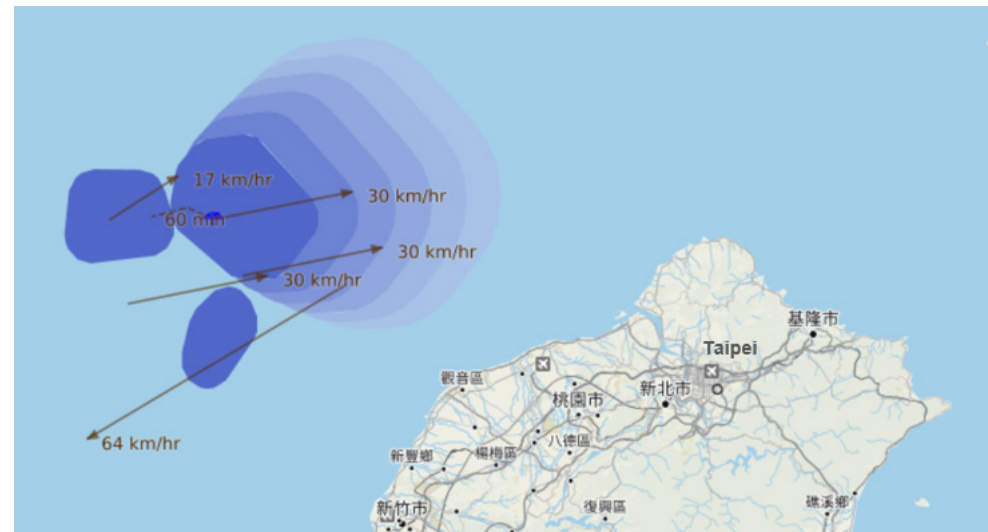 17 km/hr
30 km/hr
60 min
30 km/hr
30 km/hr
基隆市
Taipei
觀音區
新北市
桃園市
64 km/hr
八德區
新豐鄉
楊梅區
新竹市
復興區
礁溪鄉